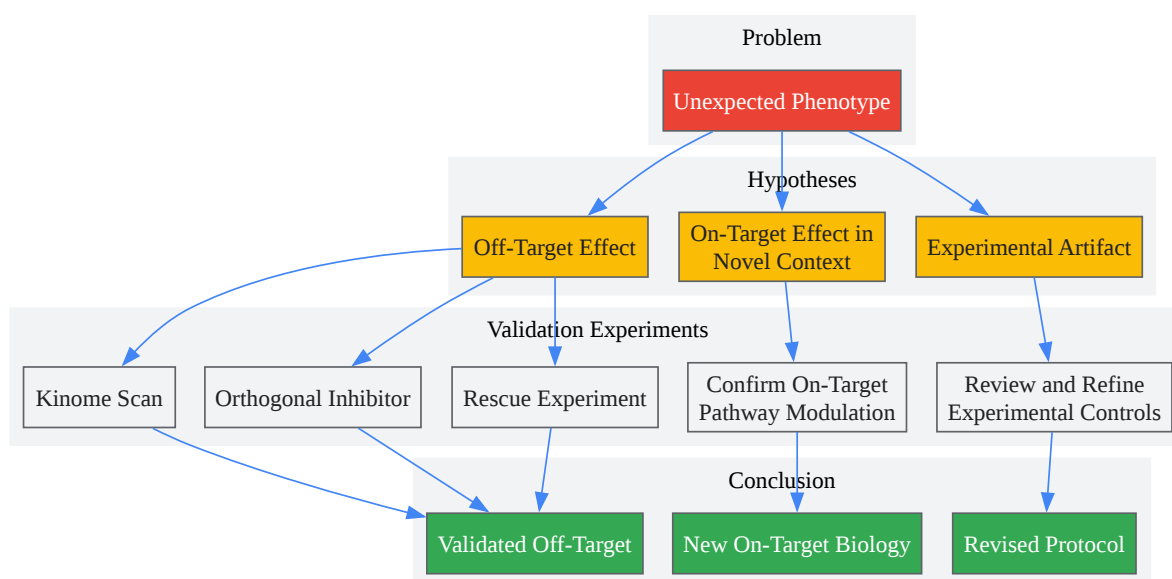 Problem
Unexpected Phenotype
Hypotheses
Off-Target Effect
On-Target Effect in
Novel Context
Experimental Artifact
Validation Experiments
Kinome Scan
Orthogonal Inhibitor
Rescue Experiment
Confirm On-Target
Pathway Modulation
Review and Refine
Experimental Controls
Conclusion
Validated Off-Target
New On-Target Biology
Revised Protocol